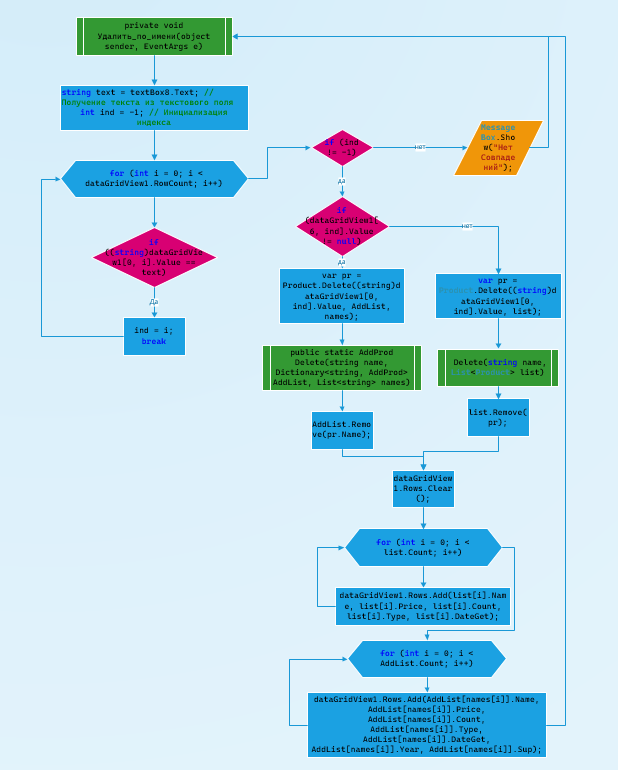 private void
Удалить_по_имени(object
sender, EventArgs e)
string text = textBox8.Text; //
Получение текста из текстового поля
int ind = -1; // Инициализация
индекса
for (int i = 0; i <
dataGridView1.RowCount; i++)
if
((string)dataGridVie
w1[0, i].Value ==
text)
Да
ind = i;
break
if (ind
!= -1)
нет
Message
Box.Sho
w("Нет
Совпаде
ний");
да
if
(dataGridView1[
6, ind].Value
!= null)
нет
да
var pr =
Product.Delete((string)d
ataGridView1[0,
ind].Value, AddList,
names);
var pr =
Product.Delete((string)d
ataGridView1[0,
ind].Value, list);
public static AddProd
Delete(string name,
Dictionary<string, AddProd>
AddList, List<string> names)
Delete(string name,
List<Product> list)
AddList.Remo
ve(pr.Name);
list.Remove(
pr);
dataGridView
1.Rows.Clear
();
for (int i = 0; i <
list.Count; i++)
dataGridView1.Rows.Add(list[i].Nam
e, list[i].Price, list[i].Count,
list[i].Type, list[i].DateGet);
for (int i = 0; i <
AddList.Count; i++)
dataGridView1.Rows.Add(AddList[names[i]].Name,
AddList[names[i]].Price,
AddList[names[i]].Count,
AddList[names[i]].Type,
AddList[names[i]].DateGet,
AddList[names[i]].Year, AddList[names[i]].Sup);